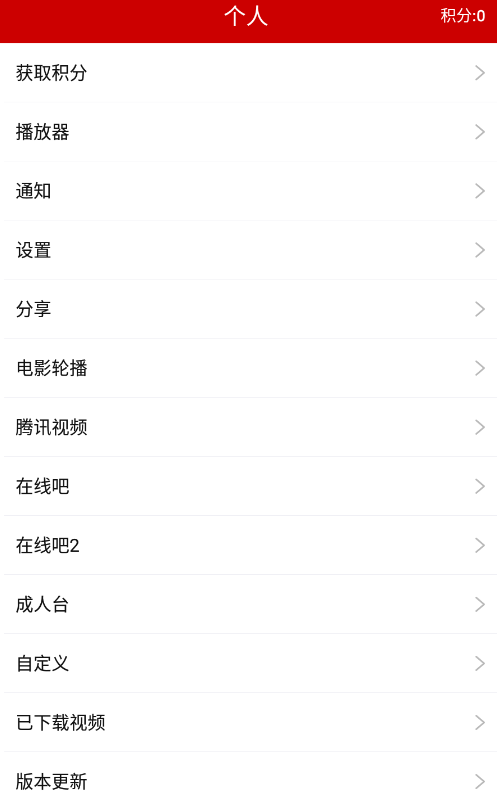 个人
积分:0
获取积分
播放器
通知
设置
分享
电影轮播
腾讯视频
在线吧
在线吧2
成人台
自定义
已下载视频
版本更新